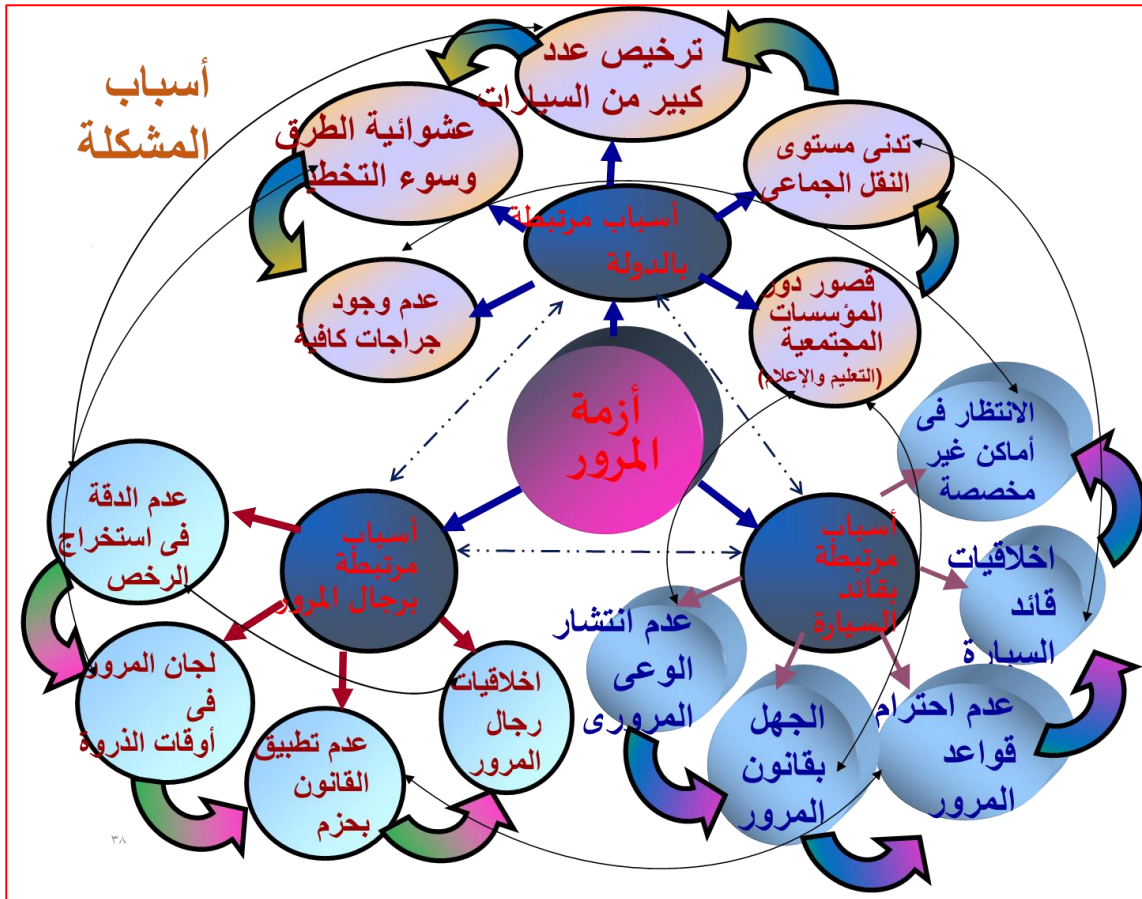 أسباب
المشكلة
ترخيص عدد
كبير من السيارات
عشوائية الطرق
وسوء التخطيط
تدنى مستوى
النقل الجماعى
أسباب مرتبطة
بالدولة
عدم وجود
جراجات كافية
قصور دور
المؤسسات
المجتمعية
(التعليم والإعلام)
أزمة
المرور
الانتظار فى
أماكن غير
مخصصة
عدم الدقة
فى استخراج
الرخص
أسباب
مرتبطة
برجال المرور
أسباب
مرتبطة
بقائد
السيارة
اخلاقيات
قائد
السيارة
عدم انتشار
الوعى
المرورى
لجان المرور
فى
أوقات الذروة
اخلاقيات
رجال
المرور
عدم تطبيق
القانون
بحزم
الجهل
بقانون
المرور
عدم احترام
قواعد
المرور
٣٨